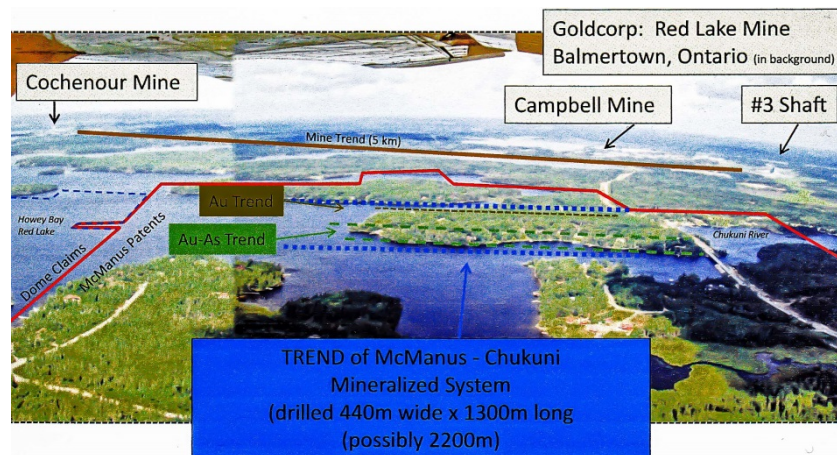 Goldcorp: Red Lake Mine
Balmertown, Ontario (in background)
Cochenour Mine
Campbell Mine
#3 Shaft
Mine Trend (5 km)
Au Trend
Howey Bay
Red Lake
Au-As Trend
Chukuni River
Dome Claims
McManus Patents
TREND of McManus - Chukuni
Mineralized System
(drilled 440m wide x 1300m long
(possibly 2200m)